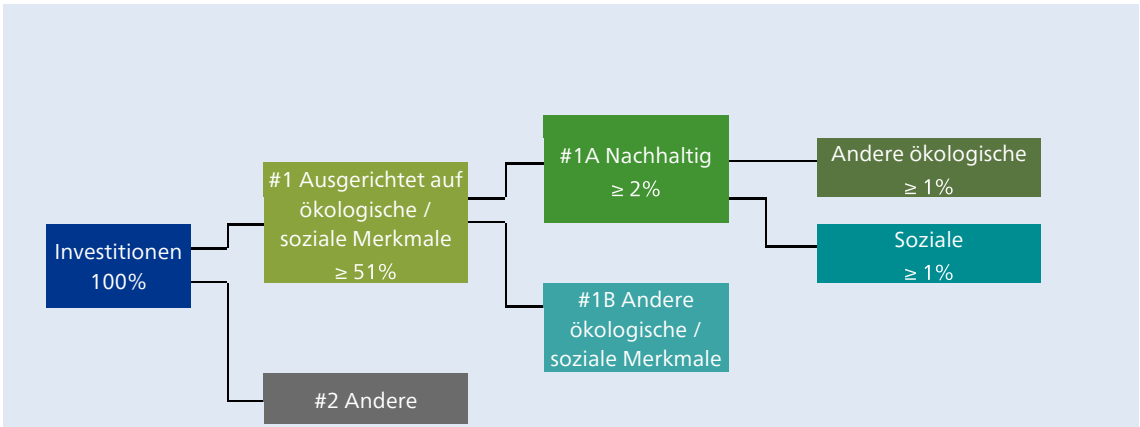 Investitionen
100%
#1 Ausgerichtet auf
ökologische /
soziale Merkmale
≥ 51%
#2 Andere
#1A Nachhaltig
≥ 2%
#1B Andere
ökologische /
soziale Merkmale
Andere ökologische
≥ 1%
Soziale
≥ 1%